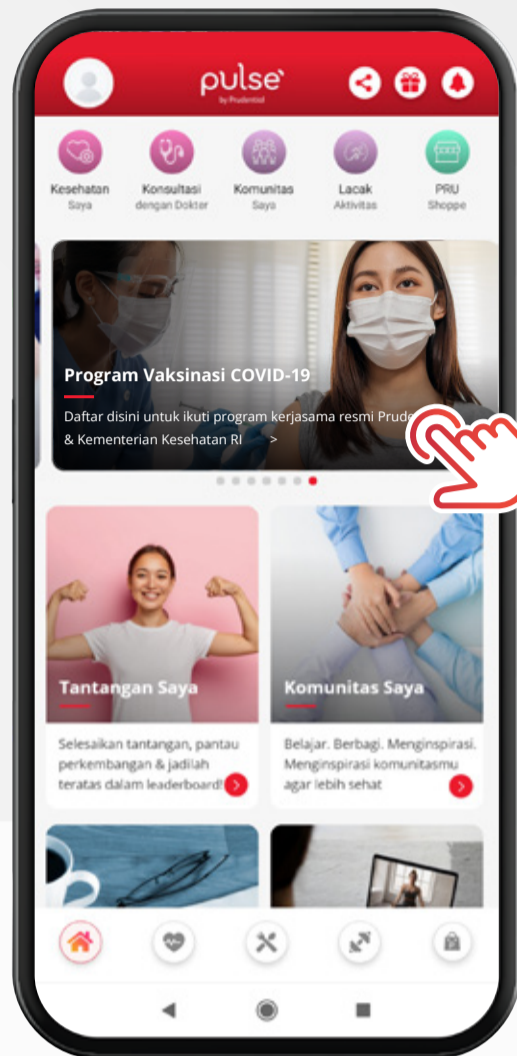 pulse
by Prudential
Kesehatan
Saya
Konsultasi
dengan Dokter
Komunitas
Saya
Lacak
Aktivitas
PRU
Shoppe
Program Vaksinasi COVID-19
Daftar disini untuk ikuti program kerjasama resmi
& Kementerian Kesehatan RI >
Tantangan Saya
Selesaikan tantangan, pantau
perkembangan & jadilah
teratas dalam leaderboard!
Komunitas Saya
Belajar. Berbagi. Menginspirasi.
Menginspirasi komunitasmu
agar lebih sehat